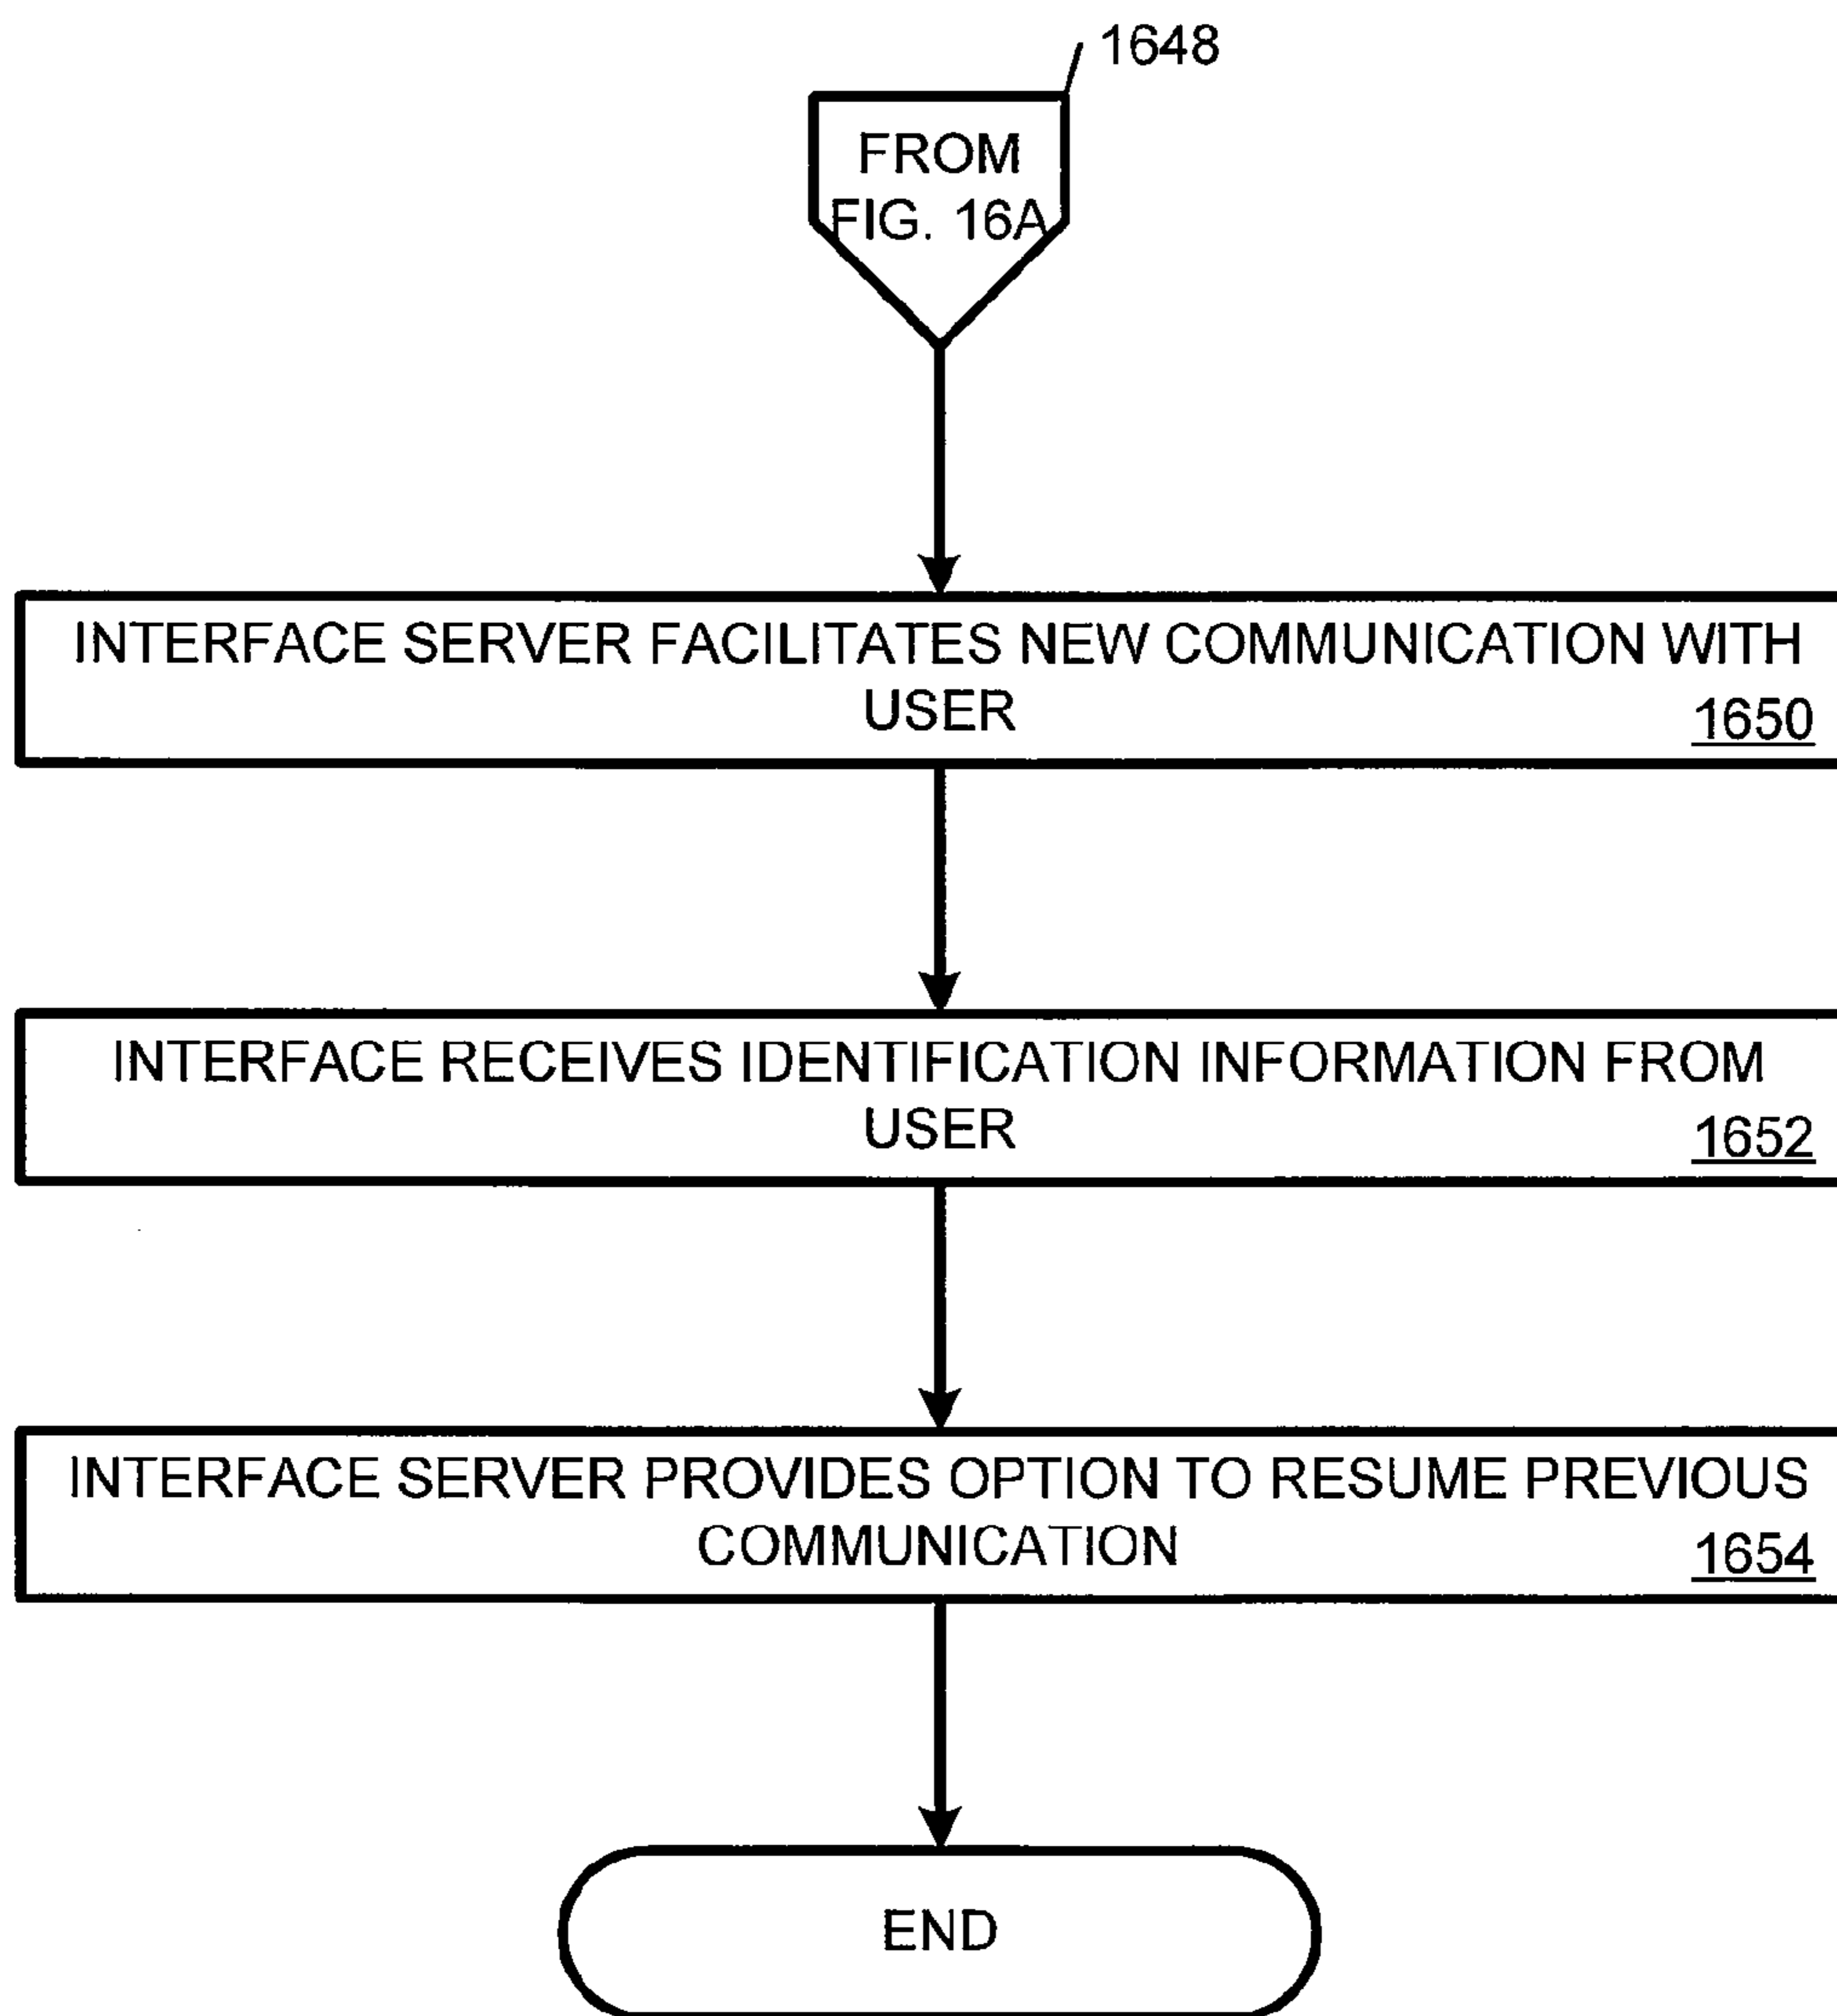 1648
FROM
FIG. 16A
INTERFACE SERVER FACILITATES NEW COMMUNICATION WITH
USER
1650
INTERFACE RECEIVES IDENTIFICATION INFORMATION FROM
USER
1652
INTERFACE SERVER PROVIDES OPTION TO RESUME PREVIOUS
COMMUNICATION
1654
END